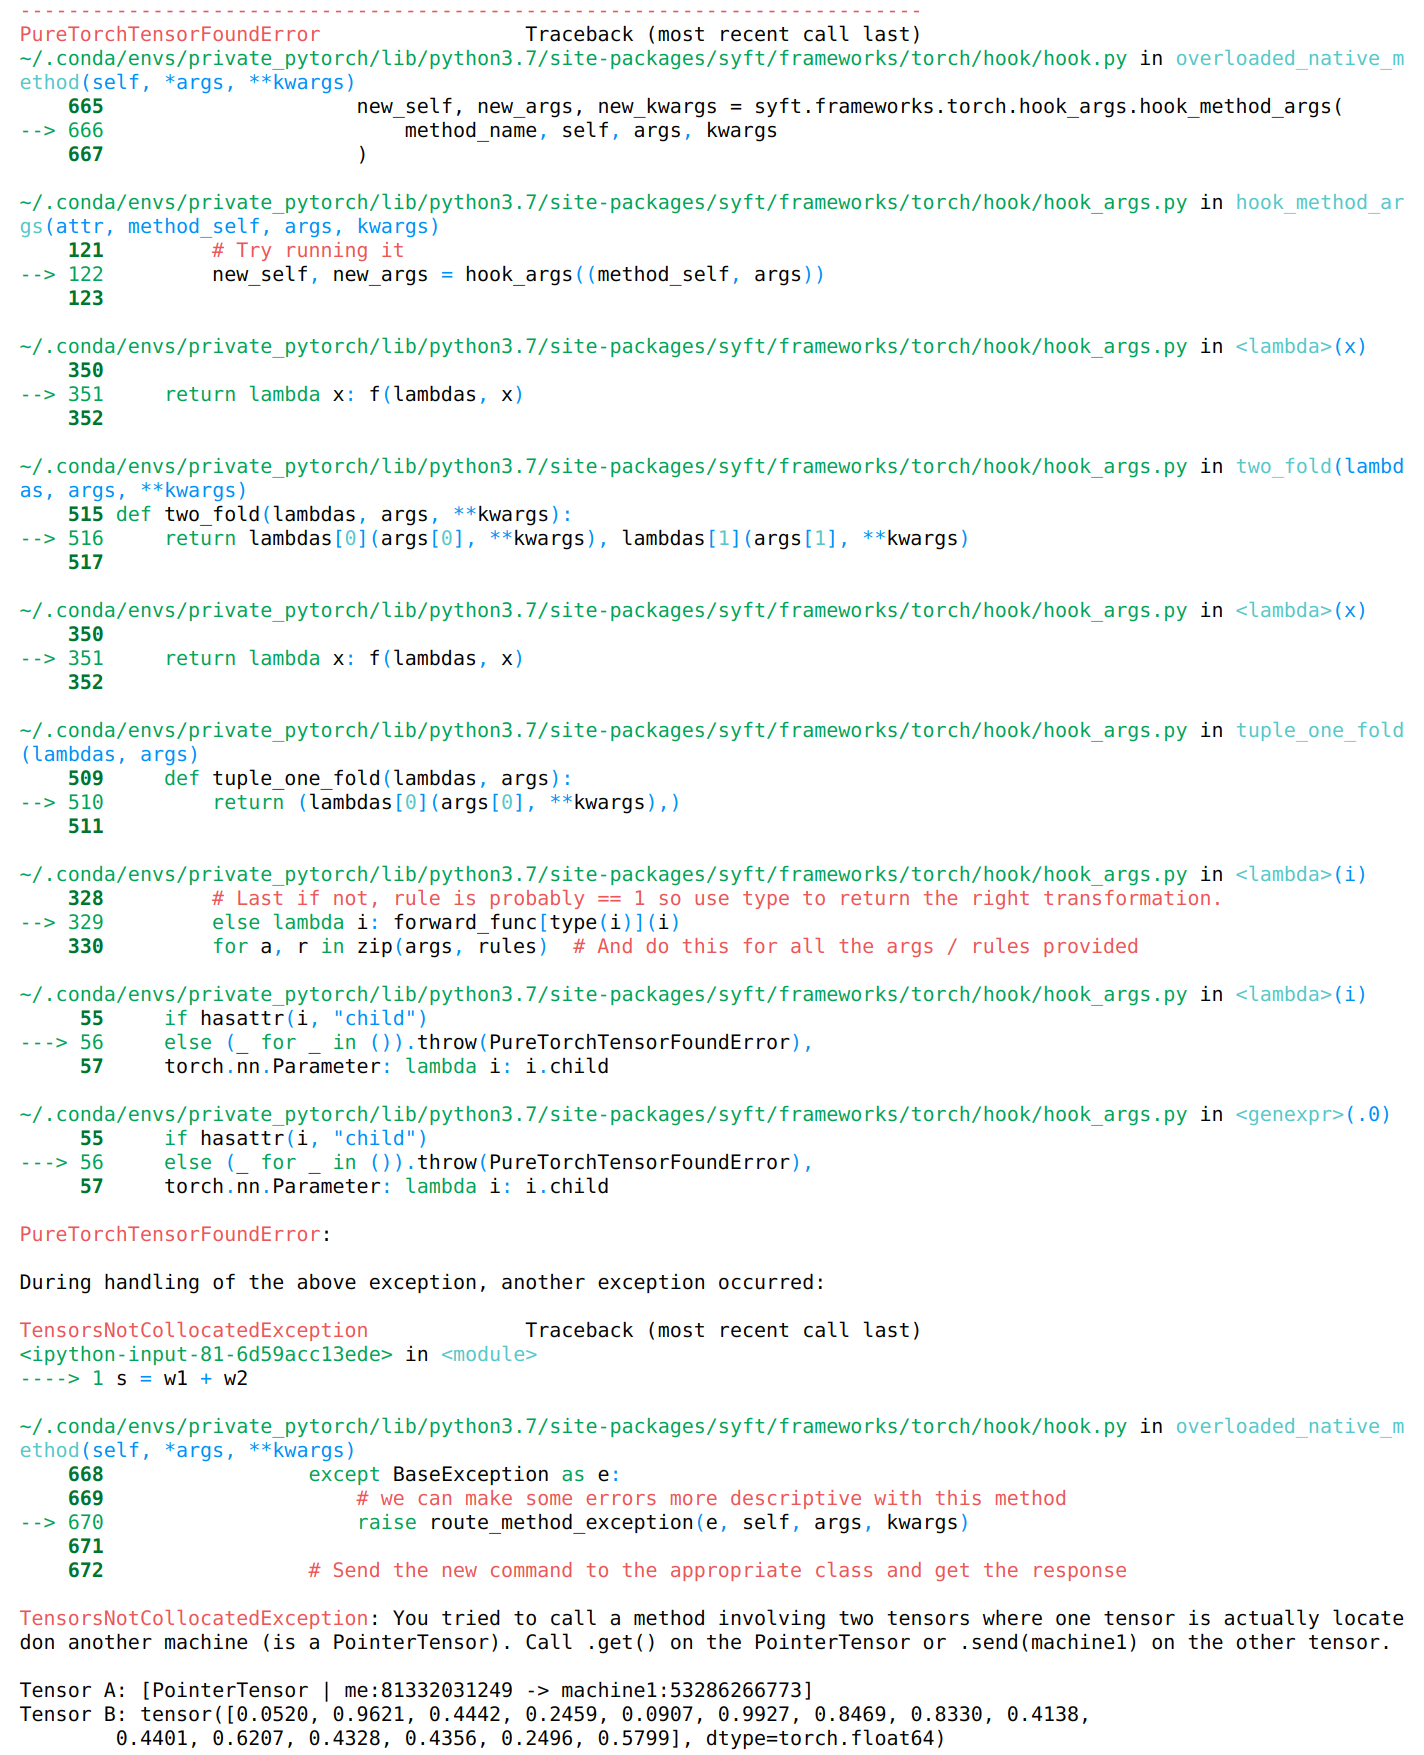 ---------------------------------------------------------------------------
PureTorchTensorFoundError                 Traceback (most recent call last)
~/.conda/envs/private_pytorch/lib/python3.7/site-packages/syft/frameworks/torch/hook/hook.py in overloaded_native_m
ethod(self, *args, **kwargs)
    665                     new_self, new_args, new_kwargs = syft.frameworks.torch.hook_args.hook_method_args(
--> 666                         method_name, self, args, kwargs
    667                     )

~/.conda/envs/private_pytorch/lib/python3.7/site-packages/syft/frameworks/torch/hook/hook_args.py in hook_method_ar
gs(attr, method_self, args, kwargs)
    121         # Try running it
--> 122         new_self, new_args = hook_args((method_self, args))
    123

~/.conda/envs/private_pytorch/lib/python3.7/site-packages/syft/frameworks/torch/hook/hook_args.py in <lambda>(x)
    350
--> 351     return lambda x: f(lambdas, x)
    352

~/.conda/envs/private_pytorch/lib/python3.7/site-packages/syft/frameworks/torch/hook/hook_args.py in two_fold(lambd
as, args, **kwargs)
    515 def two_fold(lambdas, args, **kwargs):
--> 516     return lambdas[0](args[0], **kwargs), lambdas[1](args[1], **kwargs)
    517

~/.conda/envs/private_pytorch/lib/python3.7/site-packages/syft/frameworks/torch/hook/hook_args.py in <lambda>(x)
    350
--> 351     return lambda x: f(lambdas, x)
    352

~/.conda/envs/private_pytorch/lib/python3.7/site-packages/syft/frameworks/torch/hook/hook_args.py in tuple_one_fold
(lambdas, args)
    509     def tuple_one_fold(lambdas, args):
--> 510         return (lambdas[0](args[0], **kwargs),)
    511

~/.conda/envs/private_pytorch/lib/python3.7/site-packages/syft/frameworks/torch/hook/hook_args.py in <lambda>(i)
    328         # Last if not, rule is probably == 1 so use type to return the right transformation.
--> 329         else lambda i: forward_func[type(i)](i)
    330         for a, r in zip(args, rules)  # And do this for all the args / rules provided

~/.conda/envs/private_pytorch/lib/python3.7/site-packages/syft/frameworks/torch/hook/hook_args.py in <lambda>(i)
     55     if hasattr(i, "child")
---> 56     else (_ for _ in ()).throw(PureTorchTensorFoundError),
     57     torch.nn.Parameter: lambda i: i.child

~/.conda/envs/private_pytorch/lib/python3.7/site-packages/syft/frameworks/torch/hook/hook_args.py in <genexpr>(.0)
     55     if hasattr(i, "child")
---> 56     else (_ for _ in ()).throw(PureTorchTensorFoundError),
     57     torch.nn.Parameter: lambda i: i.child

PureTorchTensorFoundError:

During handling of the above exception, another exception occurred:

TensorsNotCollocatedException             Traceback (most recent call last)
<ipython-input-81-6d59acc13ede> in <module>
----> 1 s = w1 + w2

~/.conda/envs/private_pytorch/lib/python3.7/site-packages/syft/frameworks/torch/hook/hook.py in overloaded_native_m
ethod(self, *args, **kwargs)
    668                 except BaseException as e:
    669                     # we can make some errors more descriptive with this method
--> 670                     raise route_method_exception(e, self, args, kwargs)
    671
    672                 # Send the new command to the appropriate class and get the response

TensorsNotCollocatedException: You tried to call a method involving two tensors where one tensor is actually locate
don another machine (is a PointerTensor). Call .get() on the PointerTensor or .send(machine1) on the other tensor.

Tensor A: [PointerTensor | me:81332031249 -> machine1:53286266773]
Tensor B: tensor([0.0520, 0.9621, 0.4442, 0.2459, 0.0907, 0.9927, 0.8469, 0.8330, 0.4138,
        0.4401, 0.6207, 0.4328, 0.4356, 0.2496, 0.5799], dtype=torch.float64)